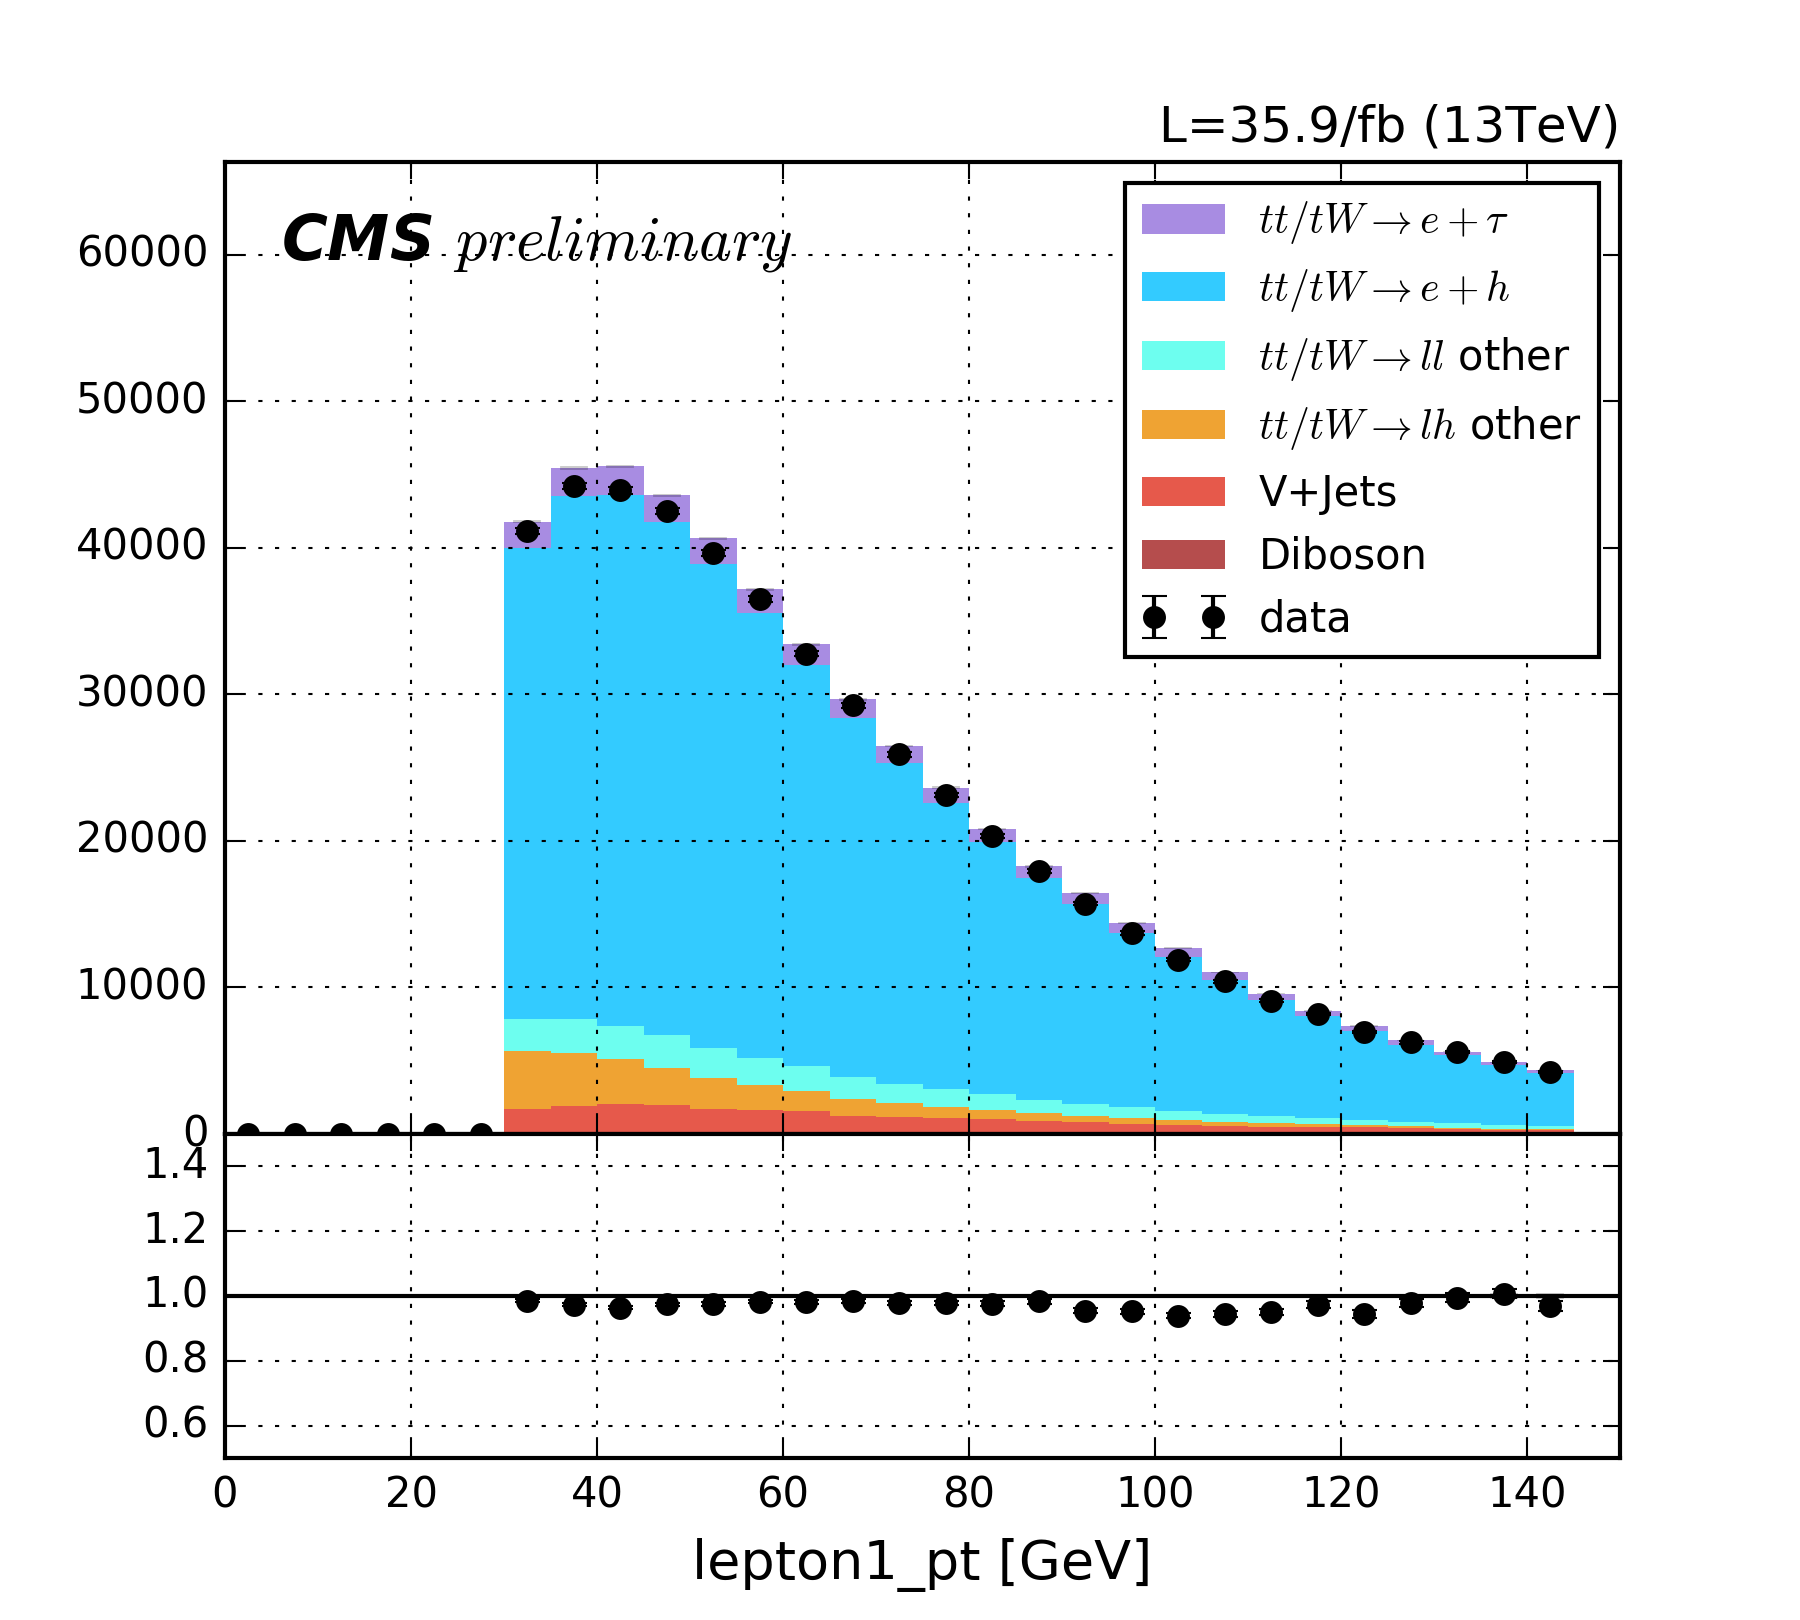 L=35.9/fb (13TeV)
CMS preliminary
tt/tW → e + τ
tt/tW → e + h
tt/tW → ll other
tt/tW → lh other
V+Jets
Diboson
data
60000
50000
40000
30000
20000
10000
0
1.4
1.2
1.0
0.8
0.6
0 20 40 60 80 100 120 140
lepton1_pt [GeV]